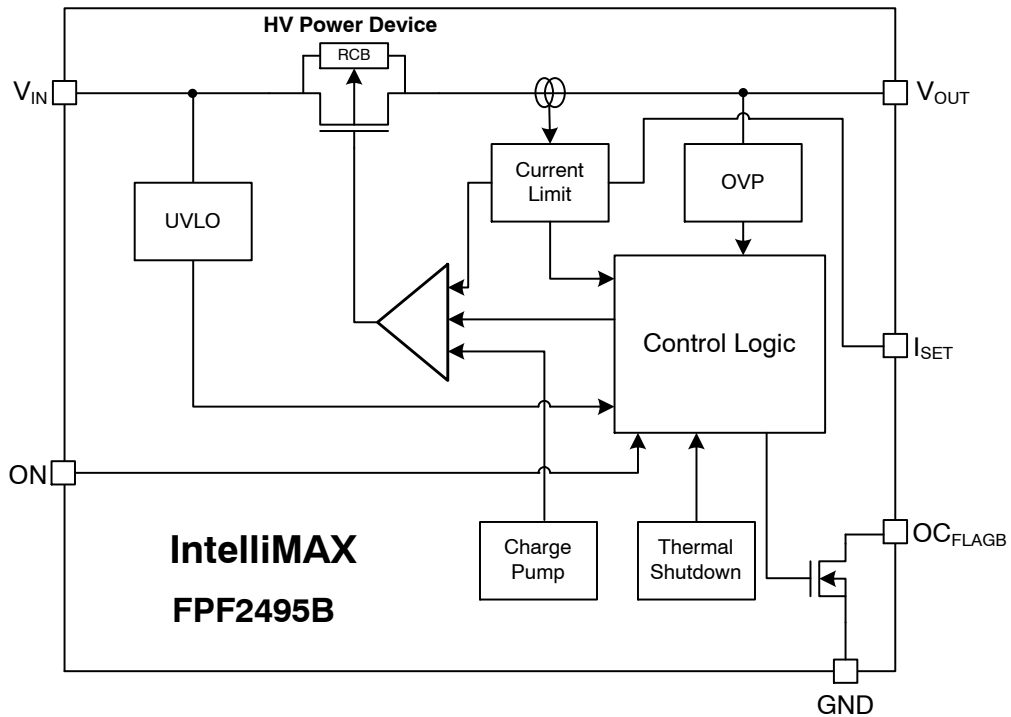 HV Power Device
RCB
VIN
VOUT
Current
Limit
OVP
UVLO
Control Logic
ISET
ON
OCFLAGB
IntelliMAX
FPF2495B
Charge
Pump
Thermal
Shutdown
GND